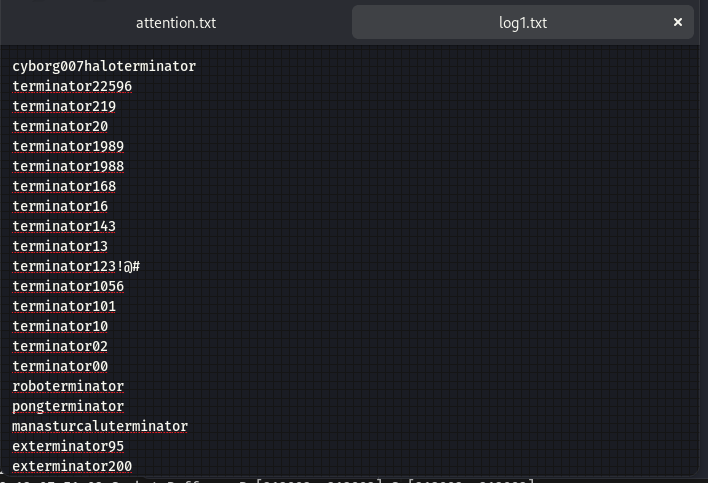 attention.txt
log1.txt
×
cyborg007haloterminator
terminator22596
terminator219
terminator20
terminator1989
terminator1988
terminator168
terminator16
terminator143
terminator13
terminator123!@#
terminator1056
terminator101
terminator10
terminator02
terminator00
roboterminator
pongterminator
manasturcaluterminator
exterminator95
exterminator200